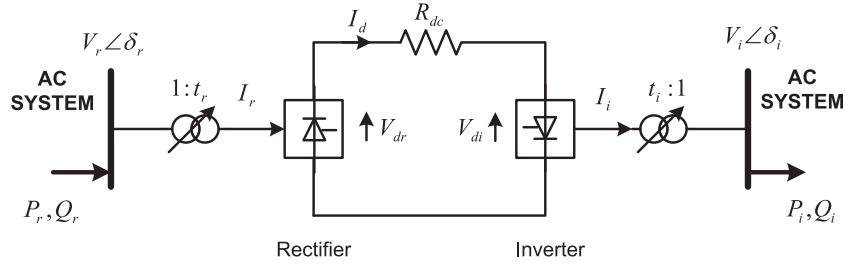 I_d
R_dc
V_r∠δ_r
V_i∠δ_i
AC
SYSTEM
1:t_r
I_r
V_dr
V_di
I_i
t_i:1
AC
SYSTEM
P_r,Q_r
P_i,Q_i
Rectifier
Inverter